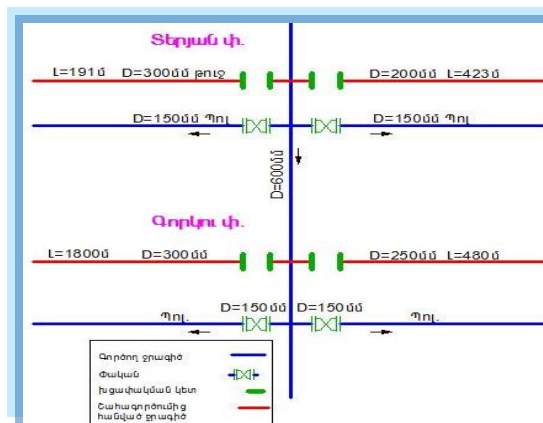 Տերյան փ.
L=191մ D=300մմ թուջ D=200մմ L=423մ
D=150մմ Պոլ D=150մմ Պոլ
D=600մմ
Գորկու փ.
L=1800մ D=300մմ D=250մմ L=480մ
Պոլ. D=150մմ D=150մմ Պոլ.
Գործող ջրագիծ
Փական
Խցափակման կետ
Շահագործումից
հանված ջրագիծ